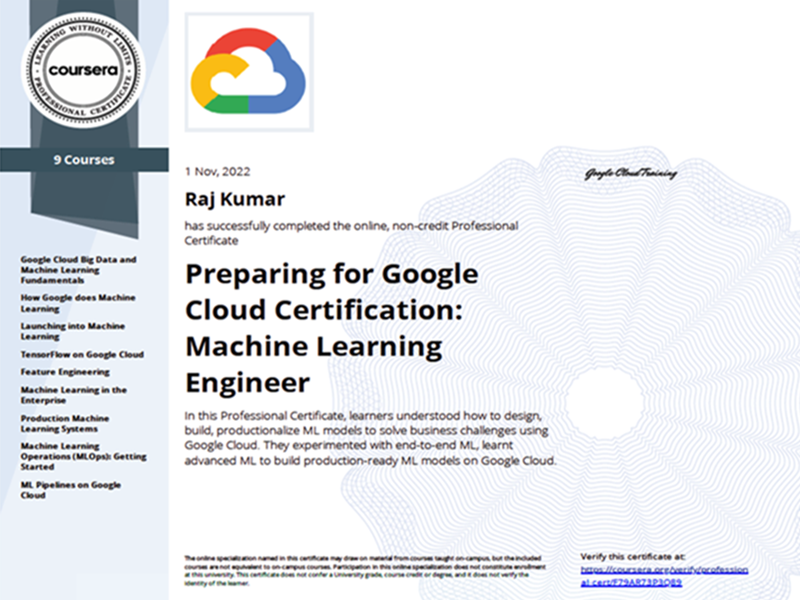 LEARNING WITHOUT LIMITS
coursera
PROFESSIONAL CERTIFICATE
9 Courses
Google Cloud Big Data and
Machine Learning
Fundamentals
How Google does Machine
Learning
Launching into Machine
Learning
TensorFlow on Google Cloud
Feature Engineering
Machine Learning in the
Enterprise
Production Machine
Learning Systems
Machine Learning
Operations (MLOps): Getting
Started
ML Pipelines on Google
Cloud
1 Nov, 2022
Raj Kumar
has successfully completed the online, non-credit Professional
Certificate
Preparing for Google
Cloud Certification:
Machine Learning
Engineer
In this Professional Certificate, learners understood how to design,
build, productionalize ML models to solve business challenges using
Google Cloud. They experimented with end-to-end ML, learnt
advanced ML to build production-ready ML models on Google Cloud.
Google Cloud Training
The online specialization named in this certificate may draw on material from courses taught on-campus, but the included
courses are not equivalent to on-campus courses. Participation in this online specialization does not constitute enrollment
at this university. This certificate does not confer a University grade, course credit or degree, and it does not verify the
identity of the learner.
Verify this certificate at:
https://coursera.org/verify/profession
al-cert/F79AR73P3QB9